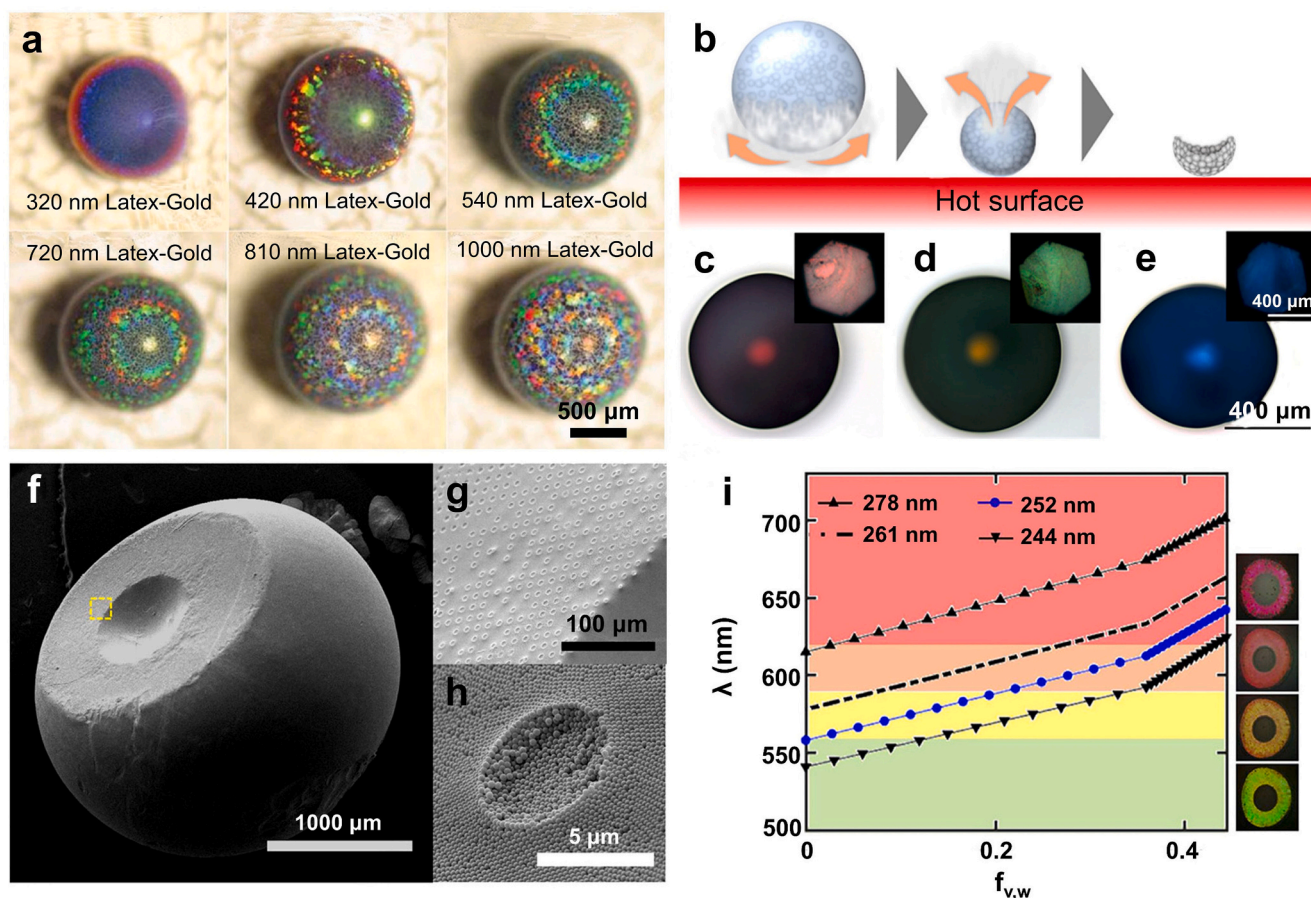 a
320 nm Latex-Gold
420 nm Latex-Gold
540 nm Latex-Gold
720 nm Latex-Gold
810 nm Latex-Gold
1000 nm Latex-Gold
500 µm
b
Hot surface
c
d
e
400 µm
400 µm
f
1000 µm
g
100 µm
h
5 µm
i
278 nm
252 nm
261 nm
244 nm
700
650
600
550
500
λ (nm)
0
0.2
0.4
fv.w